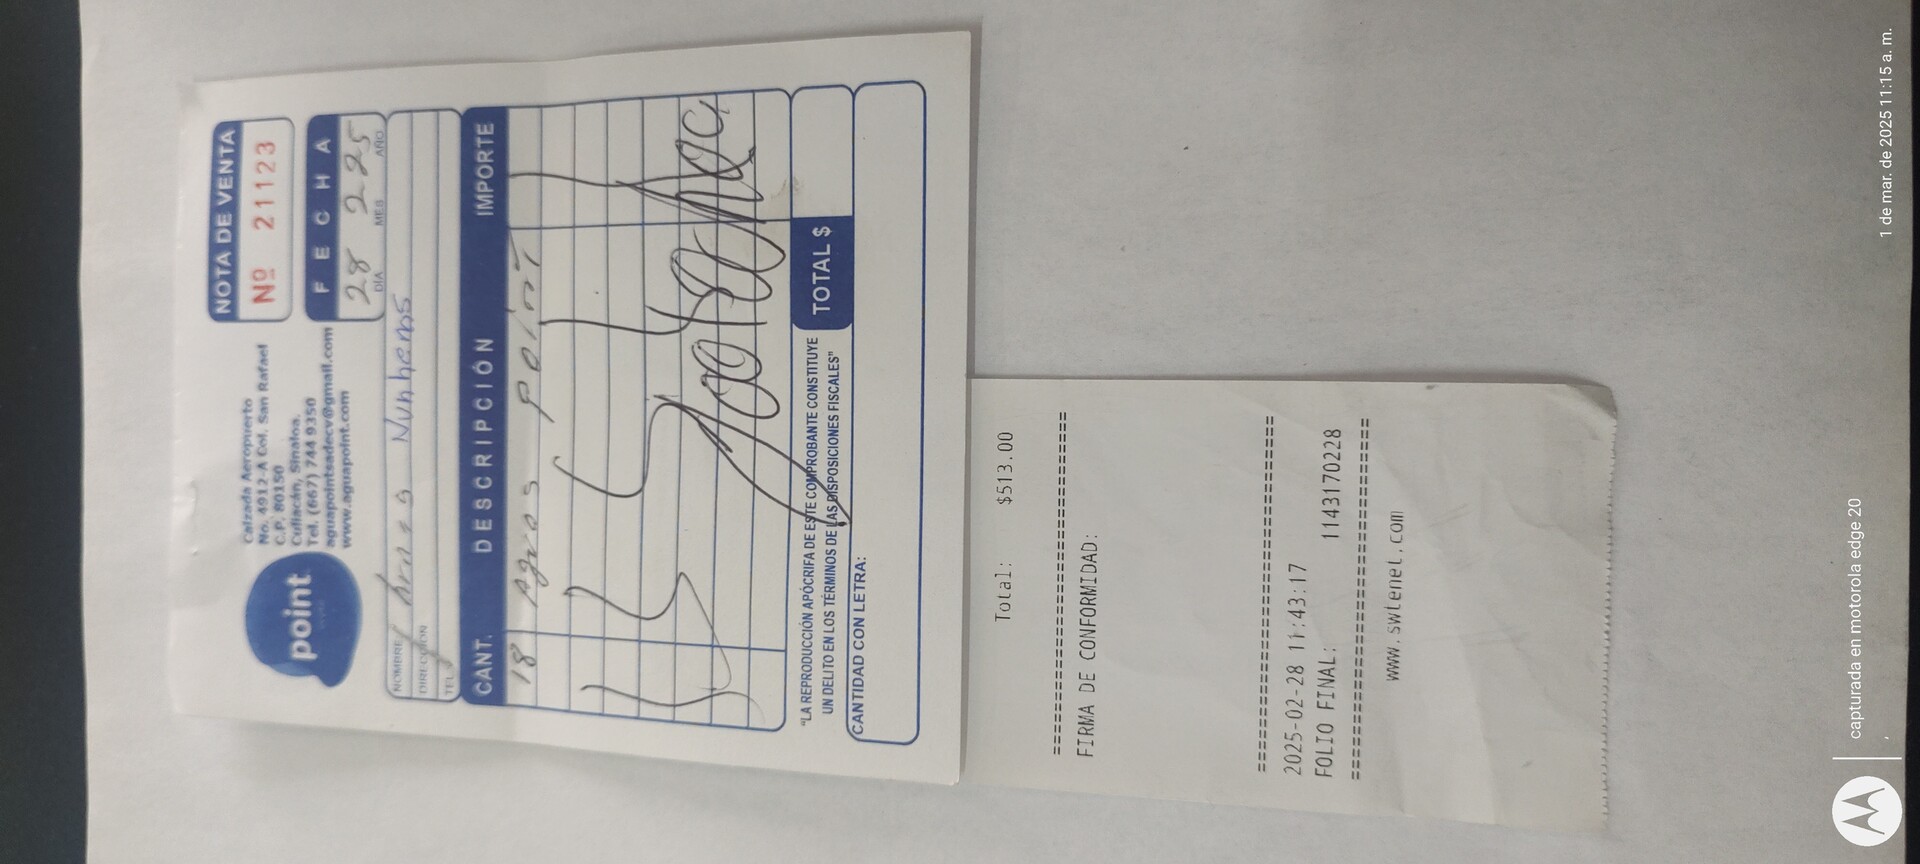 point
Calzada Aeropuerto
No. 4912-A Col. San Rafael
C.P. 80150
Culiacán, Sinaloa.
Tel. (667) 744 9350
aguapointsadecv@gmail.com
www.aguapoint.com
NOTA DE VENTA
Nº 21123
FECHA
28 2 25
DIA MES AÑO
NOMBRE Nunhems
DIRECCIÓN
TEL.
CANT. DESCRIPCIÓN IMPORTE
18 Aguas point
"LA REPRODUCCIÓN APÓCRIFA DE ESTE COMPROBANTE CONSTITUYE
UN DELITO EN LOS TÉRMINOS DE LAS DISPOSICIONES FISCALES"
TOTAL $
CANTIDAD CON LETRA:
Total: $513.00
==============================
FIRMA DE CONFORMIDAD:
==============================
2025-02-28 11:43:17
FOLIO FINAL: 1143170228
==============================
www.swtenel.com
capturada en motorola edge 20
1 de mar. de 2025 11:15 a. m.